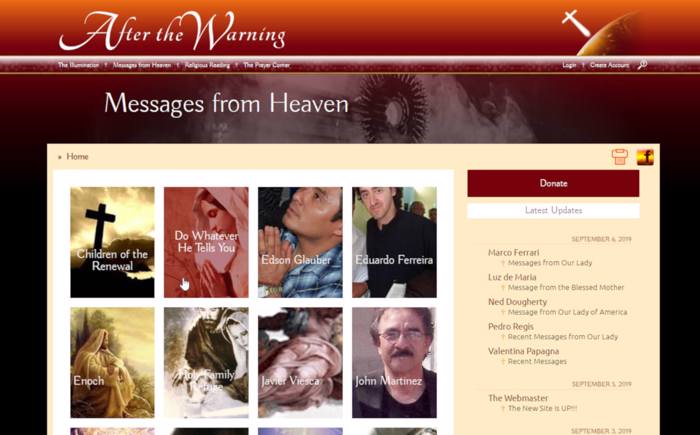 After the Warning
The Illumination † Messages from Heaven † Religious Reading † The Prayer Corner
Login † Create Account
Messages from Heaven
» Home
Children of the
Renewal
Do Whatever
He Tells You
Edson Glauber
Eduardo Ferreira
Enoch
Holy Family
Refuge
Javier Viesca
John Martinez
Donate
Latest Updates
SEPTEMBER 6, 2019
Marco Ferrari
† Messages from Our Lady
Luz de Maria
† Message from the Blessed Mother
Ned Dougherty
† Message from Our Lady of America
Pedro Regis
† Recent Messages from Our Lady
Valentina Papagna
† Recent Messages
SEPTEMBER 5, 2019
The Webmaster
† The New Site is UP!!!
SEPTEMBER 3, 2019